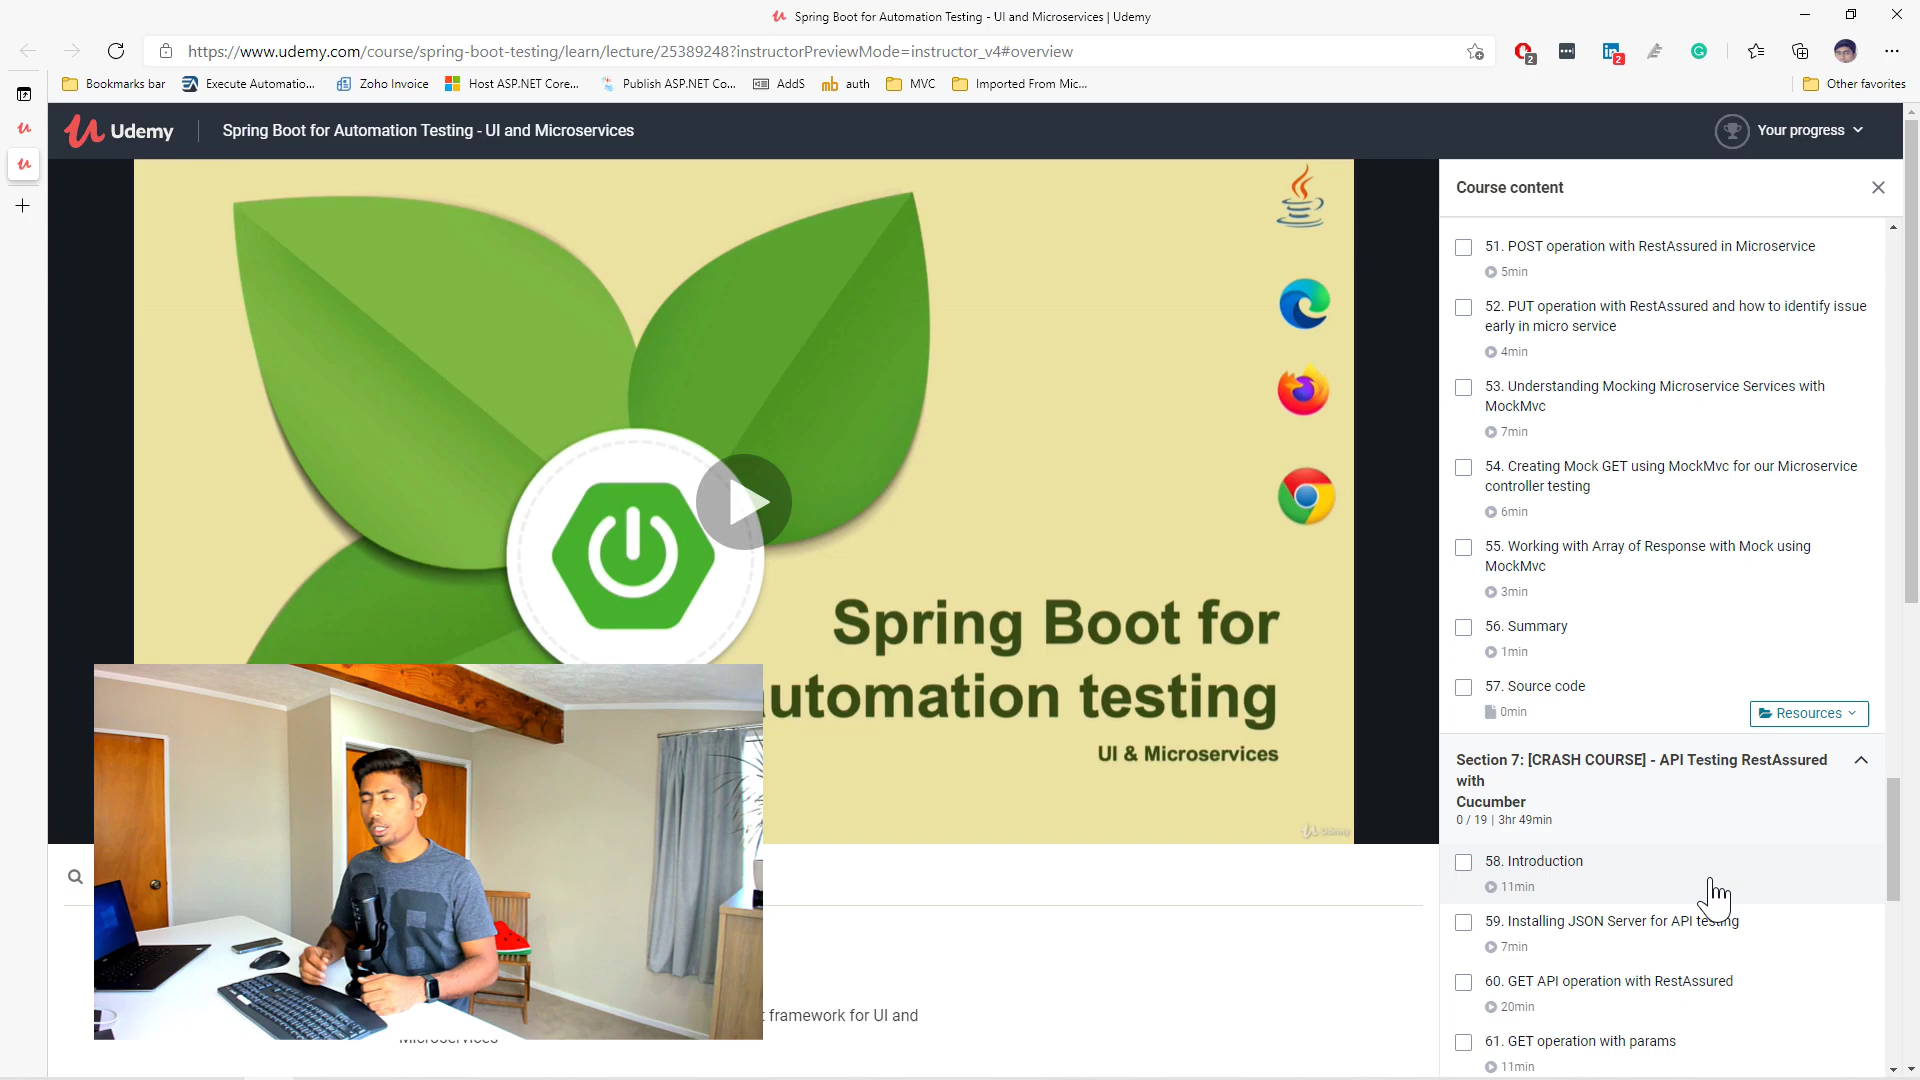 Spring Boot for Automation Testing - UI and Microservices | Udemy
https://www.udemy.com/course/spring-boot-testing/learn/lecture/25389248?instructorPreviewMode=instructor_v4#overview
2
2
Bookmarks bar
Execute Automatio...
Zoho Invoice
Host ASP.NET Core...
Publish ASP.NET Co...
AddS
mb auth
MVC
Imported From Mic...
Other favorites
Udemy
Spring Boot for Automation Testing - UI and Microservices
Your progress
Spring Boot for
utomation testing
UI & Microservices
Udemy
framework for UI and
Microservices
Course content
51. POST operation with RestAssured in Microservice
5min
52. PUT operation with RestAssured and how to identify issue
early in micro service
4min
53. Understanding Mocking Microservice Services with
MockMvc
7min
54. Creating Mock GET using MockMvc for our Microservice
controller testing
6min
55. Working with Array of Response with Mock using
MockMvc
3min
56. Summary
1min
57. Source code
0min
Resources
Section 7: [CRASH COURSE] - API Testing RestAssured
with
Cucumber
0 / 19 | 3hr 49min
58. Introduction
11min
59. Installing JSON Server for API testing
7min
60. GET API operation with RestAssured
20min
61. GET operation with params
11min